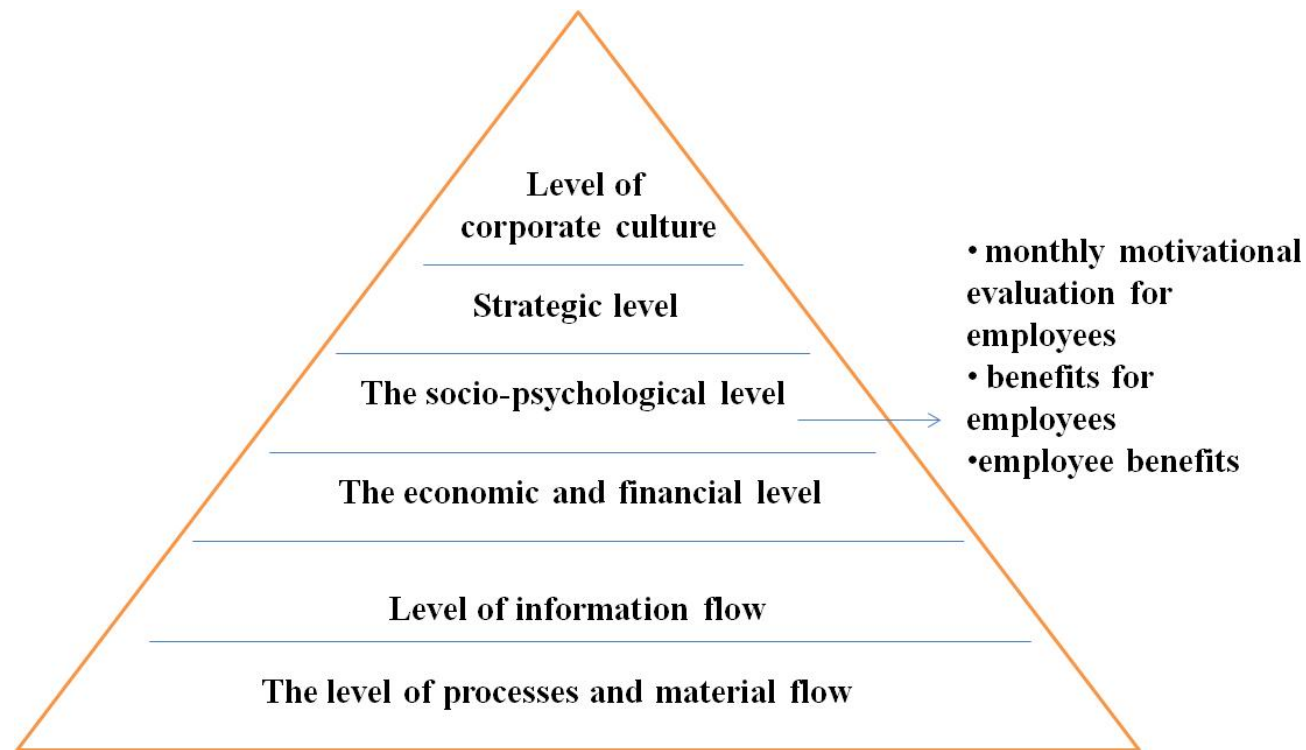 Level of
corporate culture
Strategic level
The socio-psychological level
The economic and financial level
Level of information flow
The level of processes and material flow
• monthly motivational
evaluation for
employees
• benefits for
employees
•employee benefits